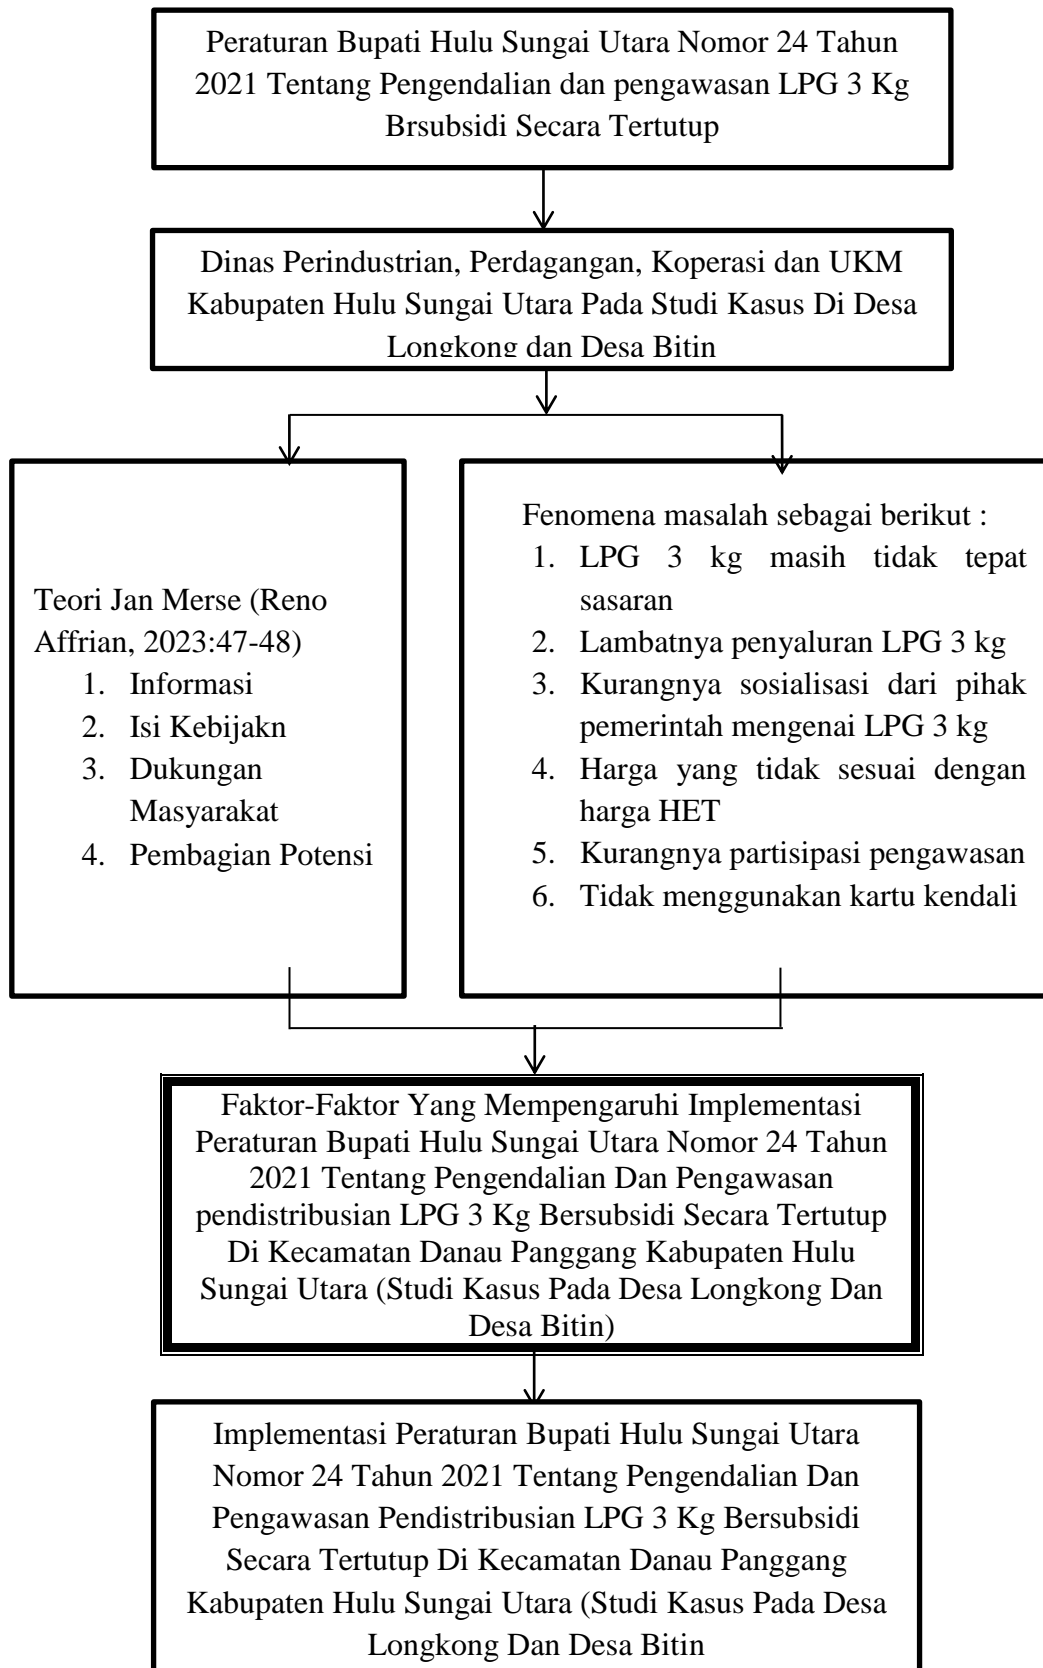 Peraturan Bupati Hulu Sungai Utara Nomor 24 Tahun
2021 Tentang Pengendalian dan pengawasan LPG 3 Kg
Brsubsidi Secara Tertutup
Dinas Perindustrian, Perdagangan, Koperasi dan UKM
Kabupaten Hulu Sungai Utara Pada Studi Kasus Di Desa
Longkong dan Desa Bitin
Teori Jan Merse (Reno
Affrian, 2023:47-48)
1. Informasi
2. Isi Kebijakn
3. Dukungan
Masyarakat
4. Pembagian Potensi
Fenomena masalah sebagai berikut :
1. LPG 3 kg masih tidak tepat
sasaran
2. Lambatnya penyaluran LPG 3 kg
3. Kurangnya sosialisasi dari pihak
pemerintah mengenai LPG 3 kg
4. Harga yang tidak sesuai dengan
harga HET
5. Kurangnya partisipasi pengawasan
6. Tidak menggunakan kartu kendali
Faktor-Faktor Yang Mempengaruhi Implementasi
Peraturan Bupati Hulu Sungai Utara Nomor 24 Tahun
2021 Tentang Pengendalian Dan Pengawasan
pendistribusian LPG 3 Kg Bersubsidi Secara Tertutup
Di Kecamatan Danau Panggang Kabupaten Hulu
Sungai Utara (Studi Kasus Pada Desa Longkong Dan
Desa Bitin)
Implementasi Peraturan Bupati Hulu Sungai Utara
Nomor 24 Tahun 2021 Tentang Pengendalian Dan
Pengawasan Pendistribusian LPG 3 Kg Bersubsidi
Secara Tertutup Di Kecamatan Danau Panggang
Kabupaten Hulu Sungai Utara (Studi Kasus Pada Desa
Longkong Dan Desa Bitin